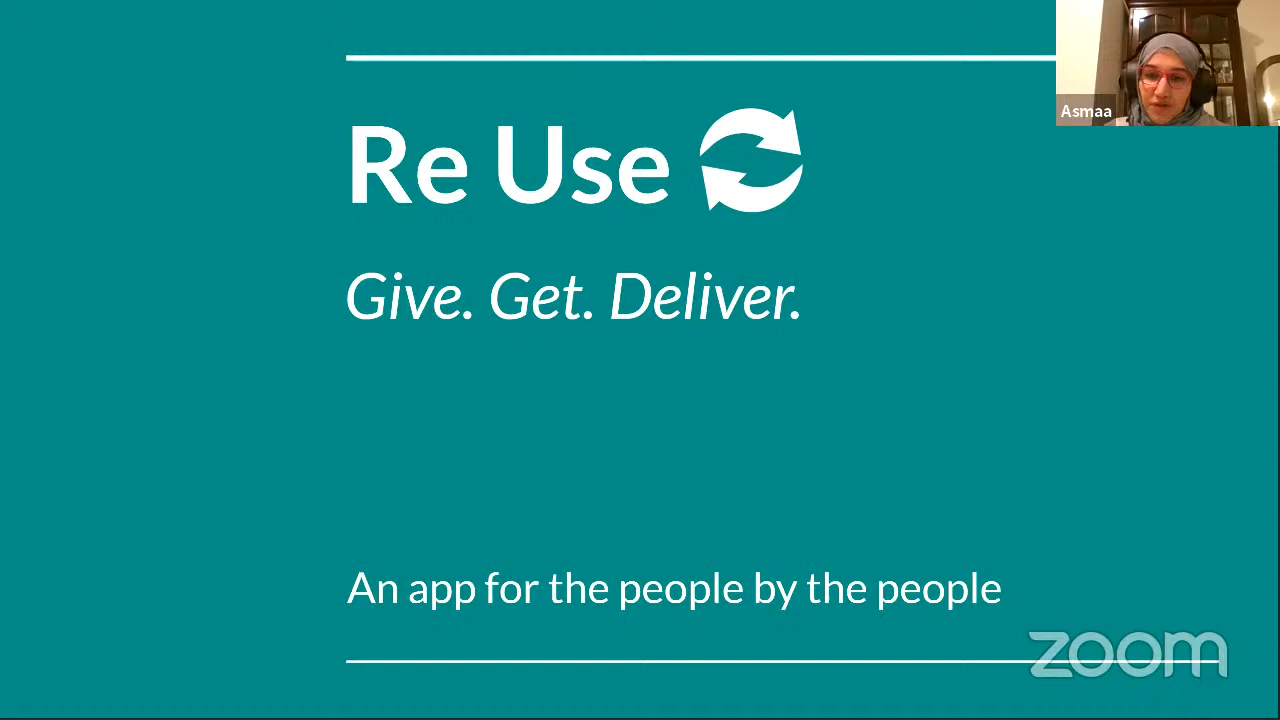 Re Use
Give. Get. Deliver.
An app for the people by the people
Asmaa
zoom